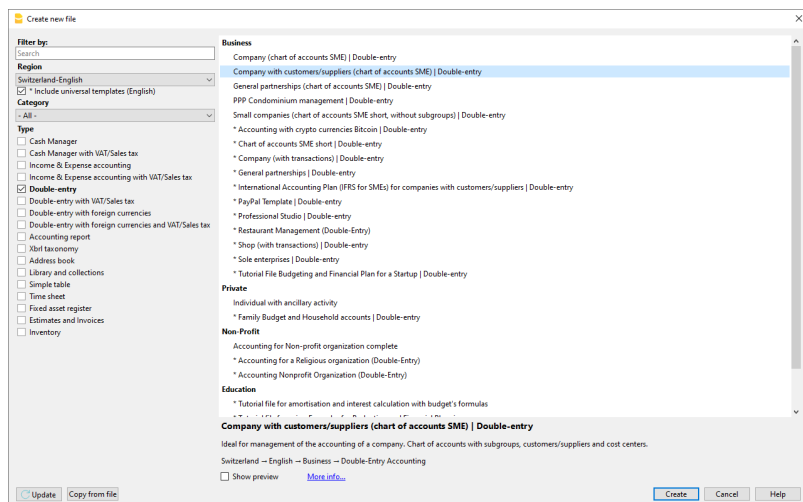 Create new file
Filter by:
Search
Region
Switzerland-English
* Include universal templates (English)
Category
- All -
Type
Cash Manager
Cash Manager with VAT/Sales tax
Income & Expense accounting
Income & Expense accounting with VAT/Sales tax
Double-entry
Double-entry with VAT/Sales tax
Double-entry with foreign currencies
Double-entry with foreign currencies and VAT/Sales tax
Accounting report
Xbrl taxonomy
Address book
Library and collections
Simple table
Time sheet
Fixed asset register
Estimates and Invoices
Inventory
Business
Company (chart of accounts SME) | Double-entry
Company with customers/suppliers (chart of accounts SME) | Double-entry
General partnerships (chart of accounts SME) | Double-entry
PPP Condominium management | Double-entry
Small companies (chart of accounts SME short, without subgroups) | Double-entry
* Accounting with crypto currencies Bitcoin | Double-entry
* Chart of accounts SME short | Double-entry
* Company (with transactions) | Double-entry
* General partnerships | Double-entry
* International Accounting Plan (IFRS for SMEs) for companies with customers/suppliers | Double-entry
* PayPal Template | Double-entry
* Professional Studio | Double-entry
* Restaurant Management (Double-Entry)
* Shop (with transactions) | Double-entry
* Sole enterprises | Double-entry
* Tutorial File Budgeting and Financial Plan for a Startup | Double-entry
Private
Individual with ancillary activity
* Family Budget and Household accounts | Double-entry
Non-Profit
Accounting for Non-profit organization complete
* Accounting for a Religious organization (Double-Entry)
* Accounting Nonprofit Organization (Double-Entry)
Education
* Tutorial file for amortisation and interest calculation with budget's formulas
Company with customers/suppliers (chart of accounts SME) | Double-entry
Ideal for management of the accounting of a company. Chart of accounts with subgroups, customers/suppliers and cost centers.
Switzerland → English → Business → Double-Entry Accounting
Show preview More info...
Update Copy from file Create Cancel Help